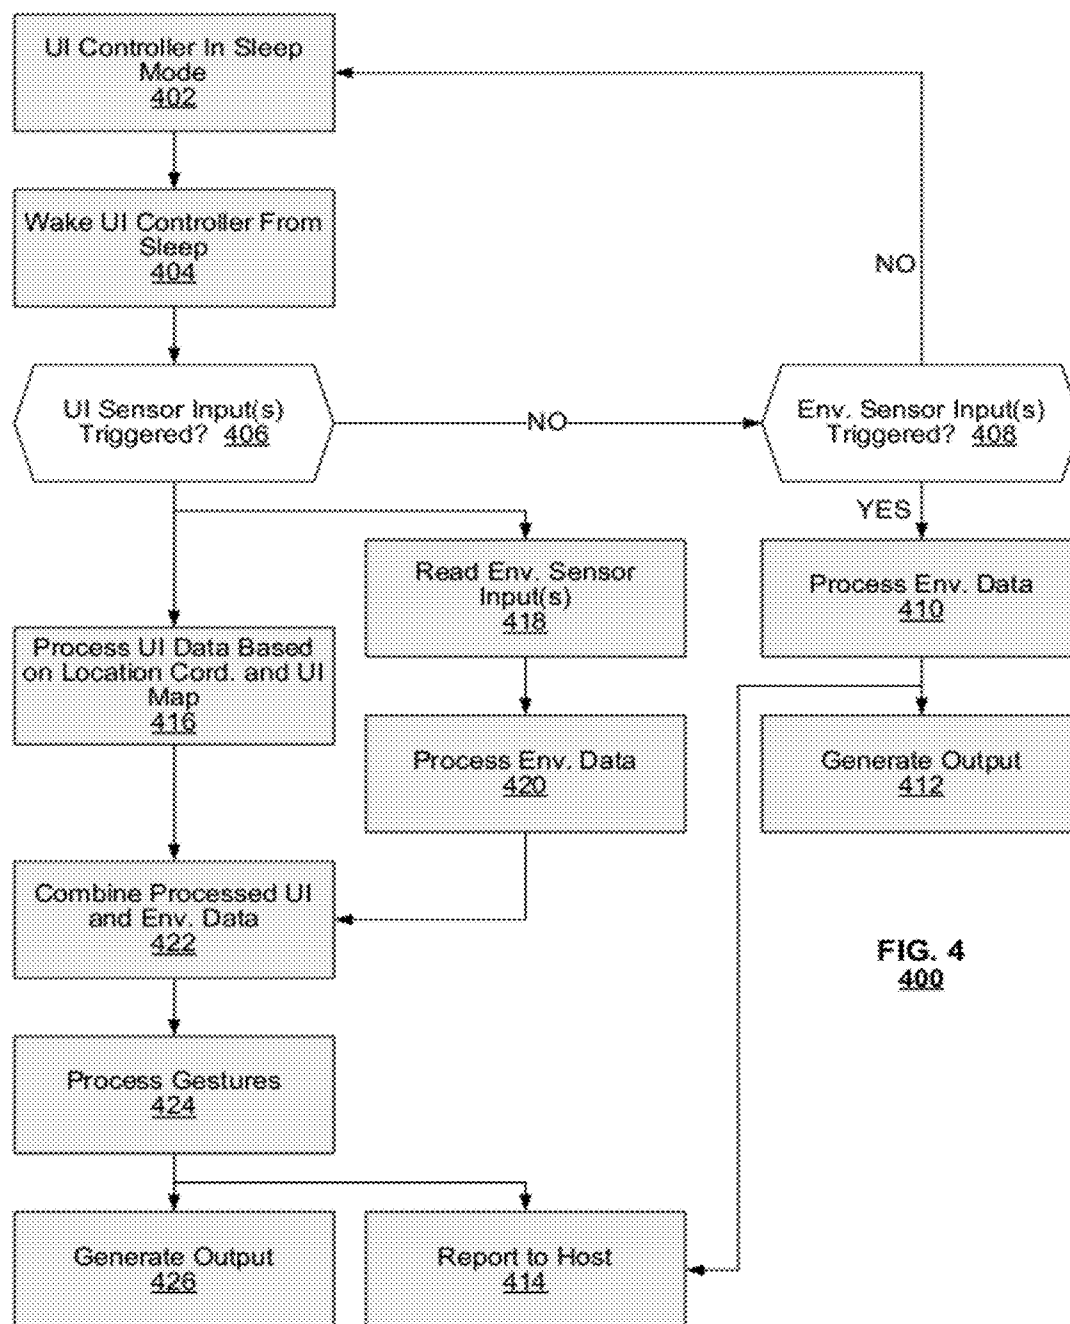 UI Controller In Sleep
Mode
402
Wake UI Controller From
Sleep
404
NO
UI Sensor Input(s)
Triggered? 406
NO
Env. Sensor Input(s)
Triggered? 408
YES
Read Env. Sensor
Input(s)
418
Process Env. Data
410
Process UI Data Based
on Location Cord. and UI
Map
416
Process Env. Data
420
Generate Output
412
Combine Processed UI
and Env. Data
422
FIG. 4
400
Process Gestures
424
Generate Output
426
Report to Host
414